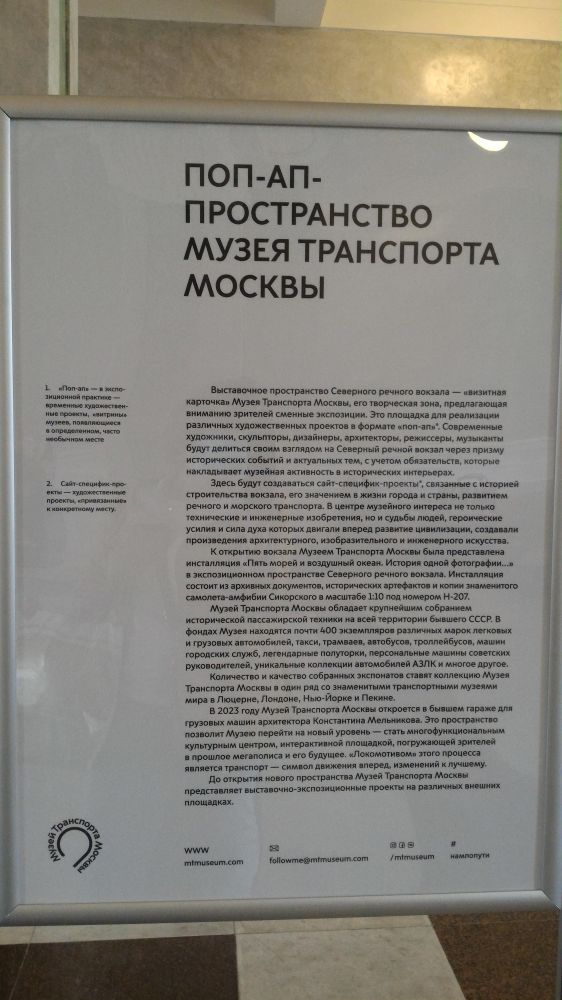 ПОП-АП-
ПРОСТРАНСТВО
МУЗЕЯ ТРАНСПОРТА
МОСКВЫ
1. «Поп-ап» — в экспо-
зиционной практике —
временные художествен-
ные проекты, «витрины»
музеев, появляющиеся
в определенном, часто
необычном месте
2. Сайт-специфик-про-
екты — художественные
проекты, «привязанные»
к конкретному месту.
Выставочное пространство Северного речного вокзала — «визитная
карточка» Музея Транспорта Москвы, его творческая зона, предлагающая
вниманию зрителей сменные экспозиции. Это площадка для реализации
различных художественных проектов в формате «поп-ап»¹. Современные
художники, скульпторы, дизайнеры, архитекторы, режиссеры, музыканты
будут делиться своим взглядом на Северный речной вокзал через призму
исторических событий и актуальных тем, с учетом обязательств, которые
накладывает музейная активность в исторических интерьерах.
Здесь будут создаваться сайт-специфик-проекты², связанные с историей
строительства вокзала, его значением в жизни города и страны, развитием
речного и морского транспорта. В центре музейного интереса не только
технические и инженерные изобретения, но и судьбы людей, героические
усилия и сила духа которых двигали вперед развитие цивилизации, создавали
произведения архитектурного, изобразительного и инженерного искусства.
К открытию вокзала Музеем Транспорта Москвы была представлена
инсталляция «Пять морей и воздушный океан. История одной фотографии...»
в экспозиционном пространстве Северного речного вокзала. Инсталляция
состоит из архивных документов, исторических артефактов и копии знаменитого
самолета-амфибии Сикорского в масштабе 1:10 под номером Н-207.
Музей Транспорта Москвы обладает крупнейшим собранием
исторической пассажирской техники на всей территории бывшего СССР. В
фондах Музея находятся почти 400 экземпляров различных марок легковых
и грузовых автомобилей, такси, трамваев, автобусов, троллейбусов, машин
городских служб, легендарные полуторки, персональные машины советских
руководителей, уникальные коллекции автомобилей АЗЛК и многое другое.
Количество и качество собранных экспонатов ставят коллекцию Музея
Транспорта Москвы в один ряд со знаменитыми транспортными музеями
мира в Люцерне, Лондоне, Нью-Йорке и Пекине.
В 2023 году Музей Транспорта Москвы откроется в бывшем гараже для
грузовых машин архитектора Константина Мельникова. Это пространство
позволит Музею перейти на новый уровень — стать многофункциональным
культурным центром, интерактивной площадкой, погружающей зрителей
в прошлое мегаполиса и его будущее. «Локомотивом» этого процесса
является транспорт — символ движения вперед, изменений к лучшему.
До открытия нового пространства Музей Транспорта Москвы
представляет выставочно-экспозиционные проекты на различных внешних
площадках.
Музей Транспорта Москвы
www
mtmuseum.com
followme@mtmuseum.com
/mtmuseum
#
нампопути